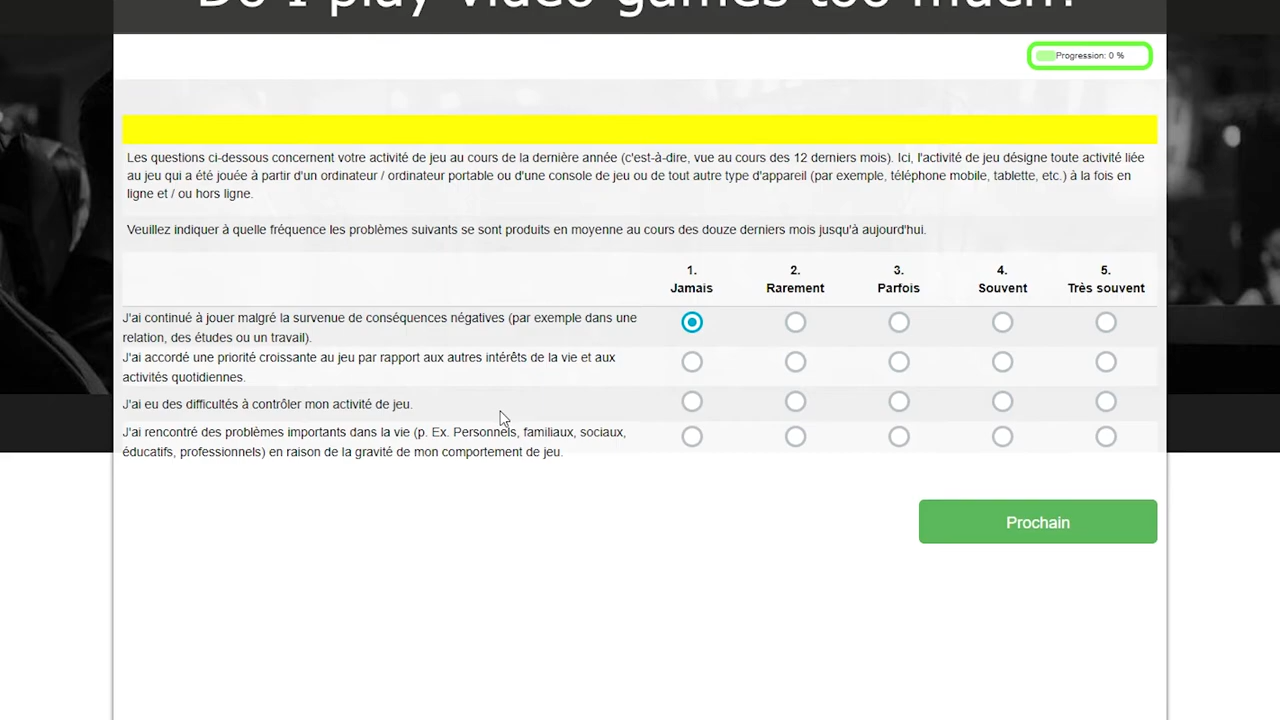 Do I play video games too much?
Progression: 0 %
Les questions ci-dessous concernent votre activité de jeu au cours de la dernière année (c'est-à-dire, vue au cours des 12 derniers mois). Ici, l'activité de jeu désigne toute activité liée
au jeu qui a été jouée à partir d'un ordinateur / ordinateur portable ou d'une console de jeu ou de tout autre type d'appareil (par exemple, téléphone mobile, tablette, etc.) à la fois en
ligne et / ou hors ligne.
Veuillez indiquer à quelle fréquence les problèmes suivants se sont produits en moyenne au cours des douze derniers mois jusqu'à aujourd'hui.
1. 2. 3. 4. 5.
Jamais Rarement Parfois Souvent Très souvent
J'ai continué à jouer malgré la survenue de conséquences négatives (par exemple dans une
relation, des études ou un travail).
J'ai accordé une priorité croissante au jeu par rapport aux autres intérêts de la vie et aux
activités quotidiennes.
J'ai eu des difficultés à contrôler mon activité de jeu.
J'ai rencontré des problèmes importants dans la vie (p. Ex. Personnels, familiaux, sociaux,
éducatifs, professionnels) en raison de la gravité de mon comportement de jeu.
Prochain